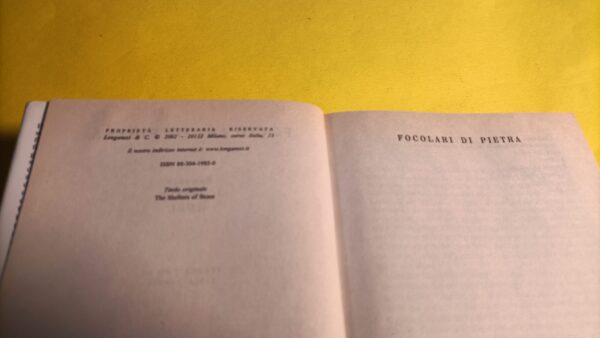 PROPRIETÀ LETTERARIA RISERVATA
Longanesi & C. © 2002 - 20122 Milano, corso Italia, 13
Il nostro indirizzo internet è: www.longanesi.it
ISBN 88-304-1985-0
Titolo originale
The Shelters of Stone
FOCOLARI DI PIETRA